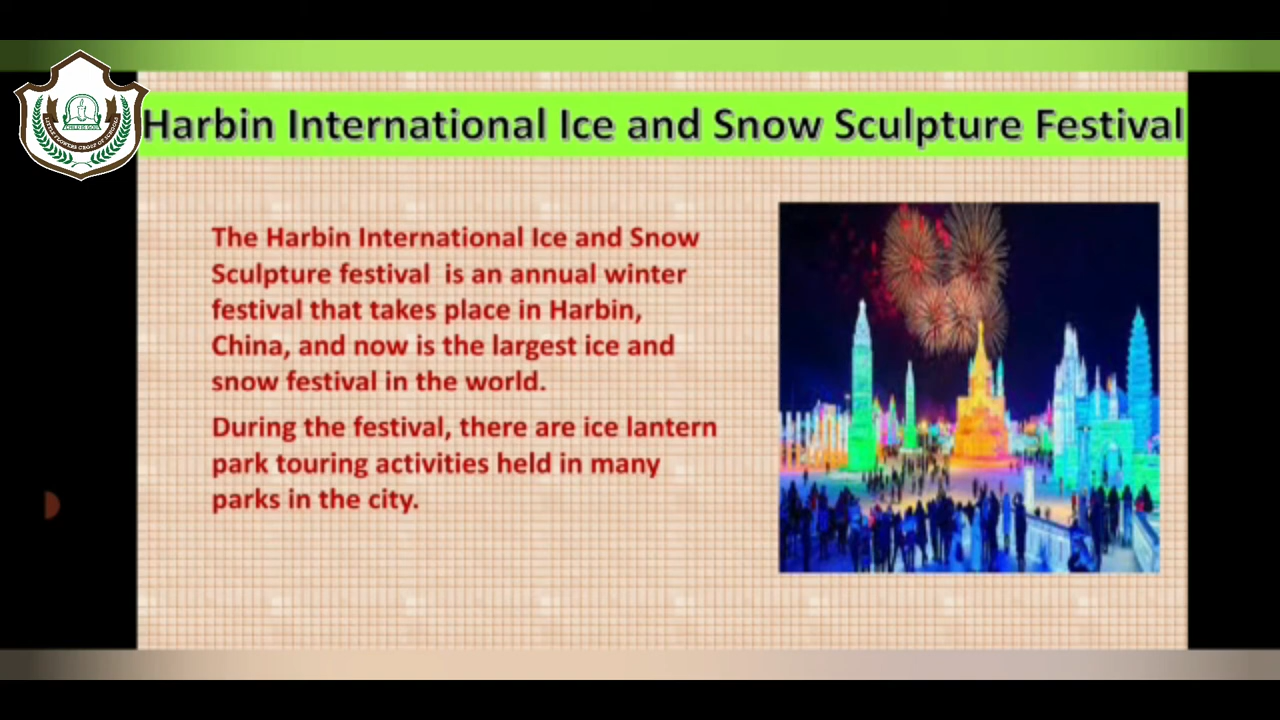 Harbin International Ice and Snow Sculpture Festival
The Harbin International Ice and Snow
Sculpture festival is an annual winter
festival that takes place in Harbin,
China, and now is the largest ice and
snow festival in the world.
During the festival, there are ice lantern
park touring activities held in many
parks in the city.